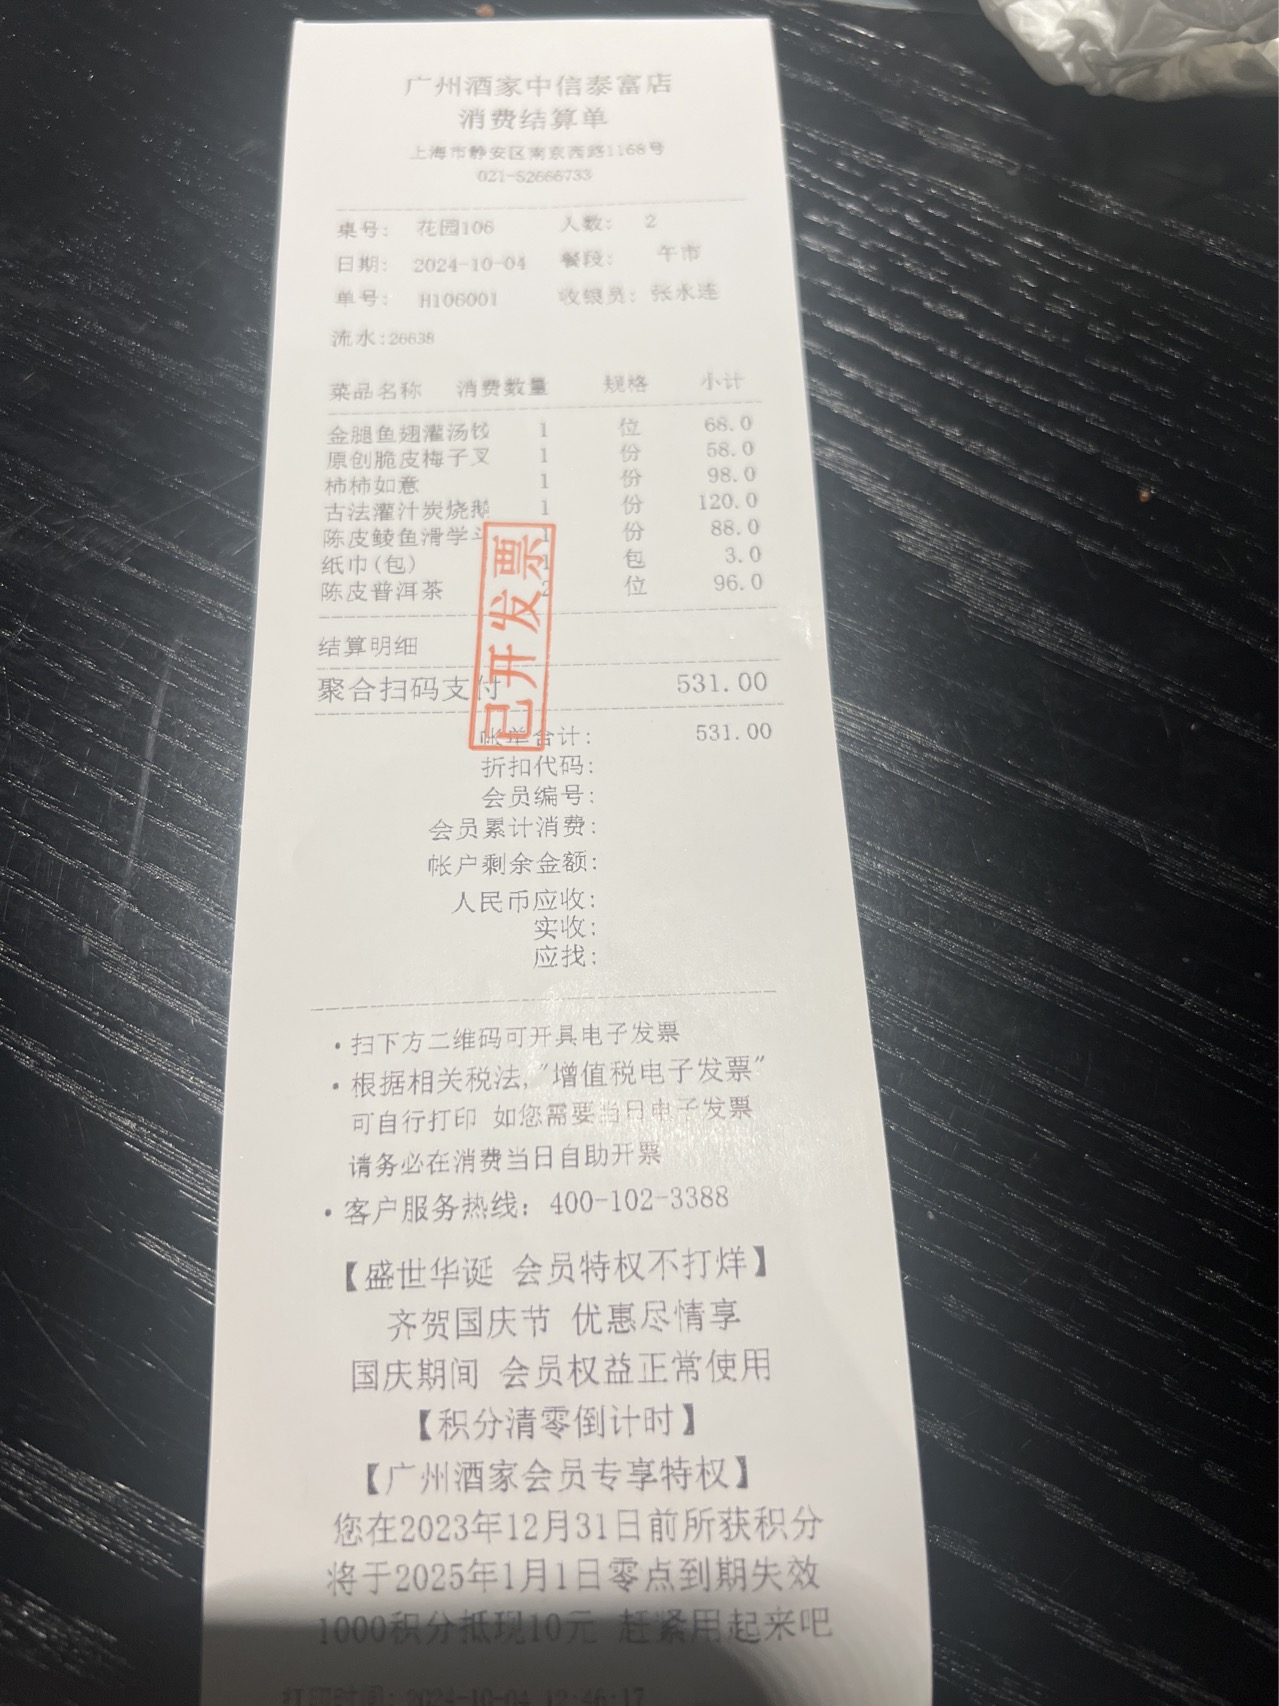 广州酒家中信泰富店
消费结算单
上海市静安区南京西路1168号
021-52666733
桌号: 花园106 人数: 2
日期: 2024-10-04 餐段: 午市
单号: H106001 收银员: 张永连
流水:26638
菜品名称 消费数量 规格 小计
金腿鱼翅灌汤饺 1 位 68.0
原创脆皮梅子叉 1 份 58.0
柿柿如意 1 份 98.0
古法灌汁炭烧鹅 1 份 120.0
陈皮鲮鱼滑学 1 份 88.0
纸巾(包) 1 包 3.0
陈皮普洱茶 2 位 96.0
已开发票
结算明细
聚合扫码支付 531.00
帐单合计: 531.00
折扣代码:
会员编号:
会员累计消费:
帐户剩余金额:
人民币应收:
实收:
应找:
·扫下方二维码可开具电子发票
·根据相关税法,"增值税电子发票"
可自行打印 如您需要当日电子发票
请务必在消费当日自助开票
·客户服务热线: 400-102-3388
【盛世华诞 会员特权不打烊】
齐贺国庆节 优惠尽情享
国庆期间 会员权益正常使用
【积分清零倒计时】
【广州酒家会员专享特权】
您在2023年12月31日前所获积分
将于2025年1月1日零点到期失效
1000积分抵现10元 赶紧用起来吧
打印时间: 2024-10-04 12:46:17